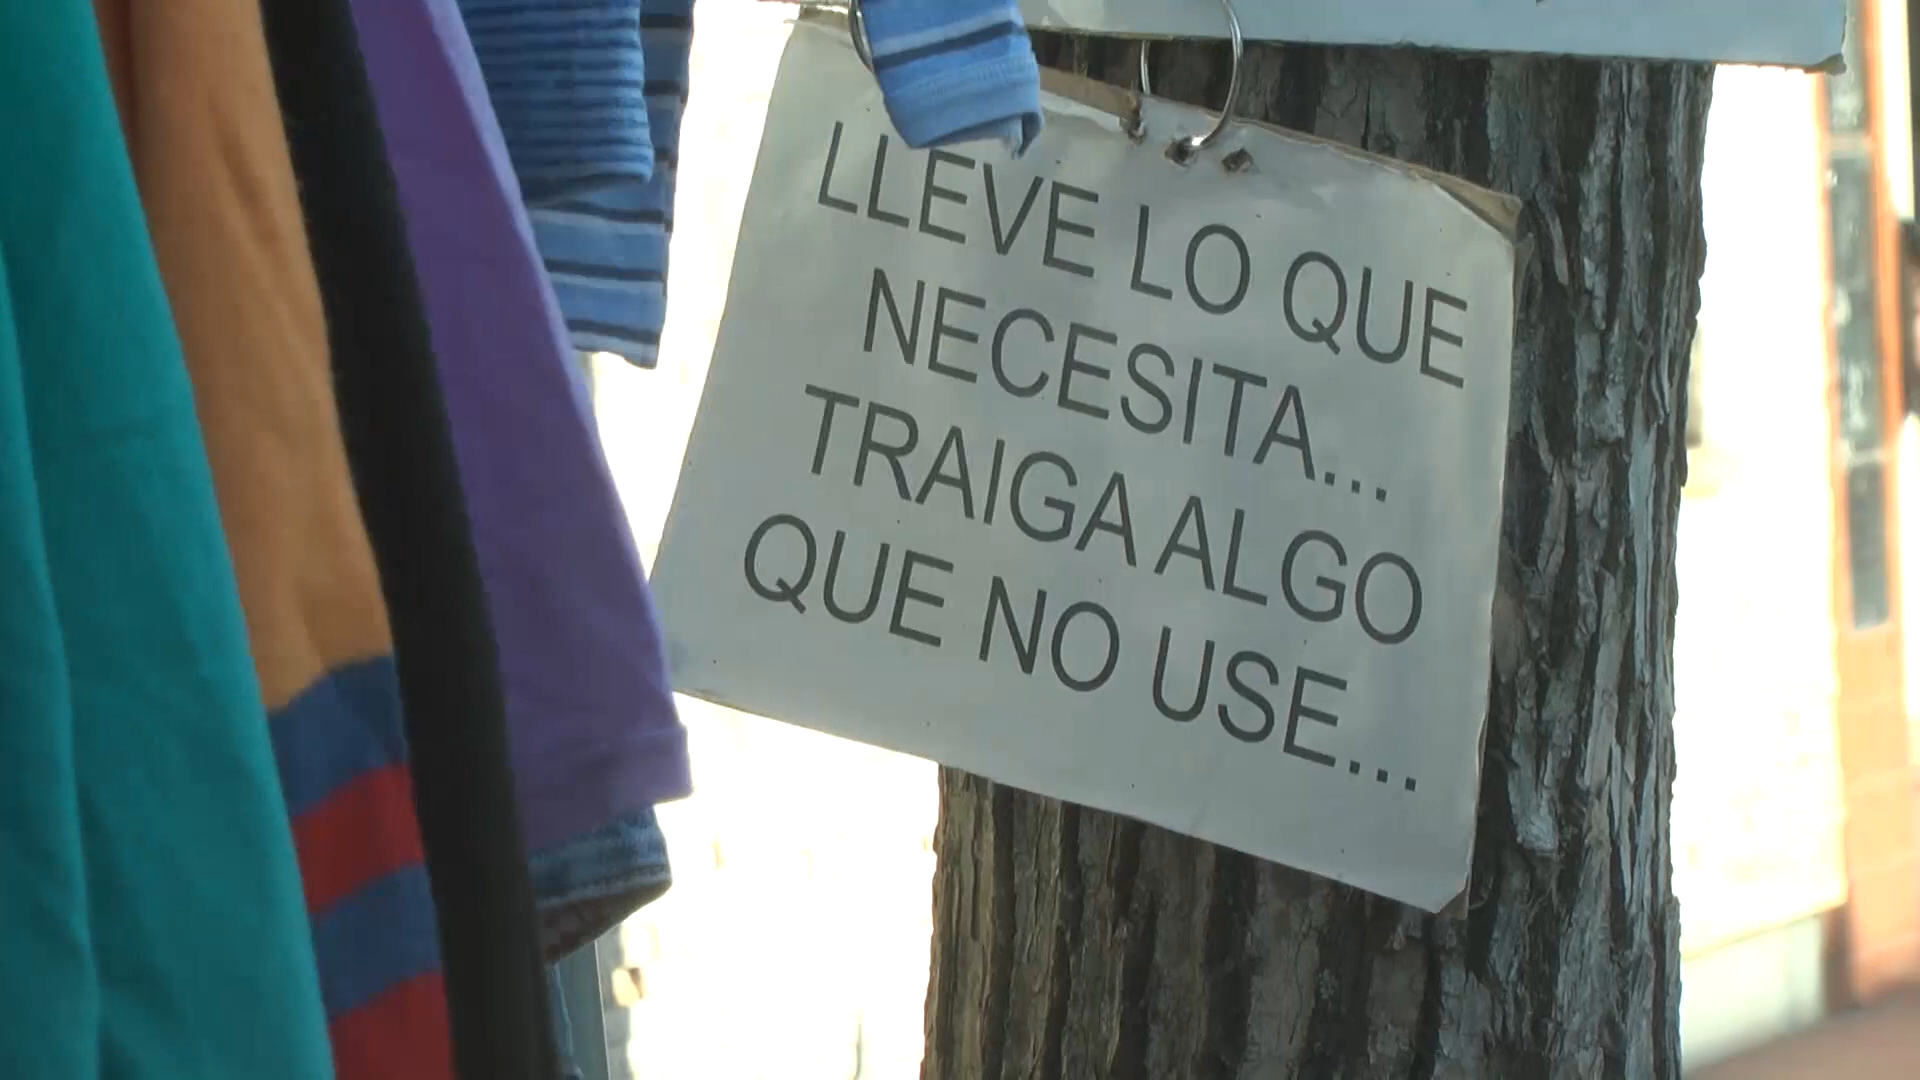 LLEVE LO QUE
NECESITA...
TRAIGA ALGO
QUE NO USE...